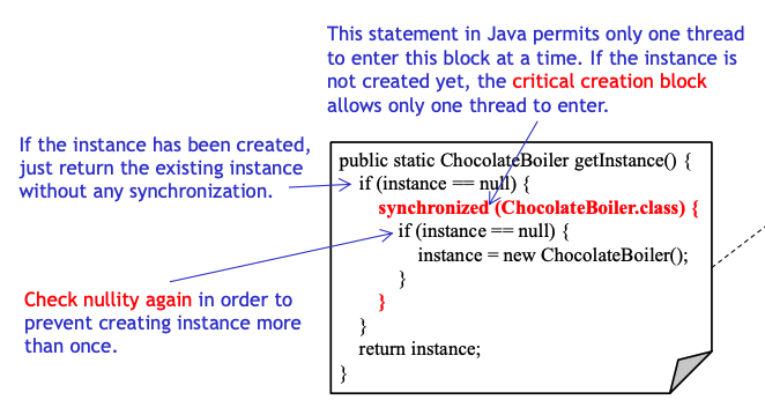 This statement in Java permits only one thread
to enter this block at a time. If the instance is
not created yet, the critical creation block
allows only one thread to enter.
If the instance has been created,
just return the existing instance
without any synchronization.
public static ChocolateBoiler getInstance() {
if (instance == null) {
synchronized (ChocolateBoiler.class) {
if (instance == null) {
instance = new ChocolateBoiler();
}
}
}
return instance;
}
Check nullity again in order to
prevent creating instance more
than once.